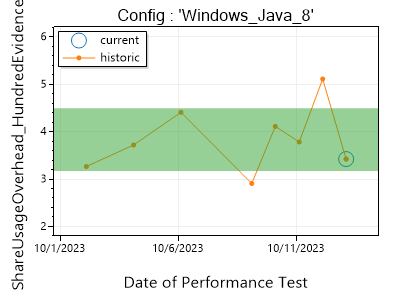 Config : 'Windows_Java_8'
ShareUsageOverhead_HundredEvidence
current
historic
6
5
4
3
2
10/1/2023
10/6/2023
10/11/2023
Date of Performance Test